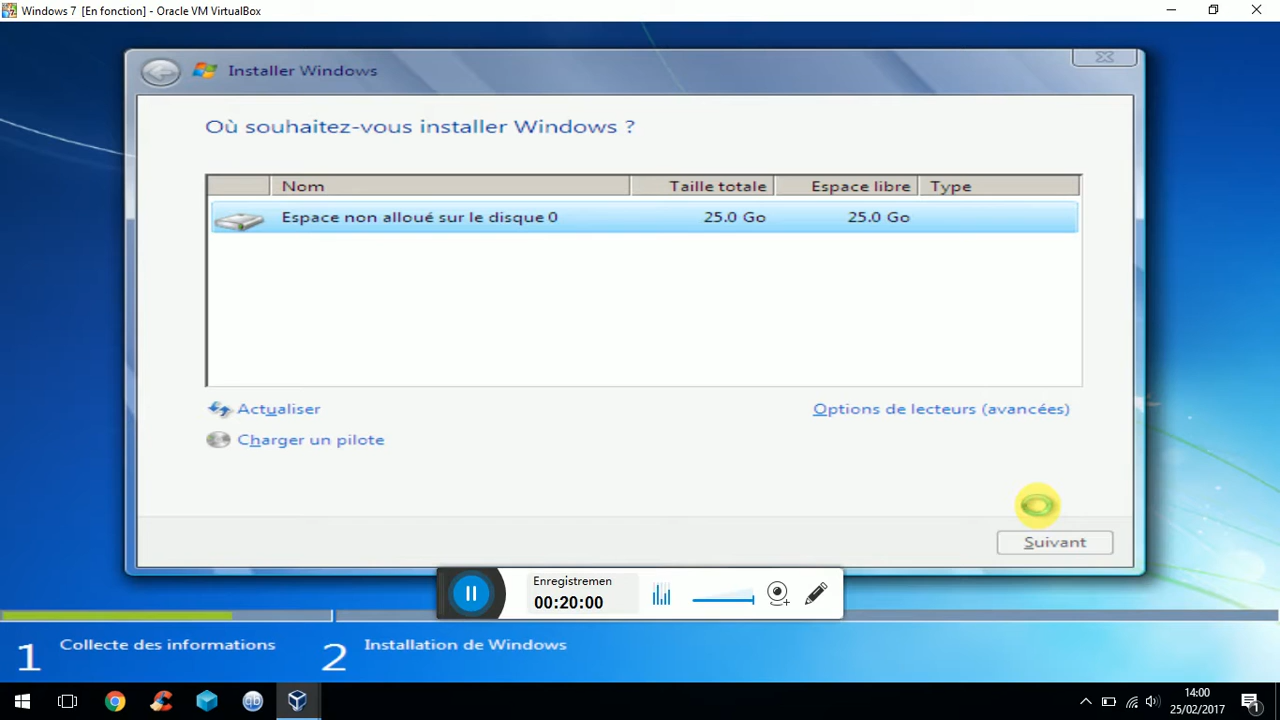 Windows 7 [En fonction] - Oracle VM VirtualBox
Installer Windows
Où souhaitez-vous installer Windows ?
Nom Taille totale Espace libre Type
Espace non alloué sur le disque 0 25.0 Go 25.0 Go
Actualiser Options de lecteurs (avancées)
Charger un pilote
Suivant
Enregistremen
00:20:00
1 Collecte des informations 2 Installation de Windows
14:00
25/02/2017